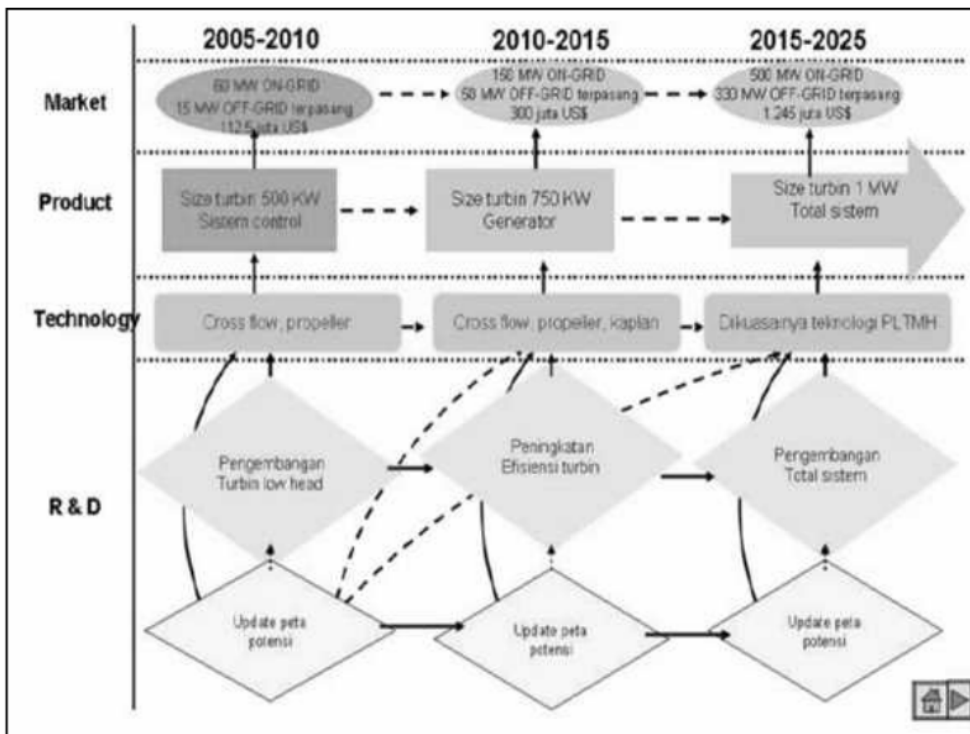 2005-2010
2010-2015
2015-2025
Market
60 MW ON-GRID
15 MW OFF-GRID terpasang
112.5 juta US$
150 MW ON-GRID
50 MW OFF-GRID terpasang
300 juta US$
500 MW ON-GRID
330 MW OFF-GRID terpasang
1.245 juta US$
Product
Size turbin 500 KW
Sistem control
Size turbin 750 KW
Generator
Size turbin 1 MW
Total sistem
Technology
Cross flow, propeller
Cross flow, propeller, kaplan
Dikuasainya teknologi PLTMH
R & D
Pengembangan
Turbin low head
Peningkatan
Efisiensi turbin
Pengembangan
Total sistem
Update peta
potensi
Update peta
potensi
Update peta
potensi